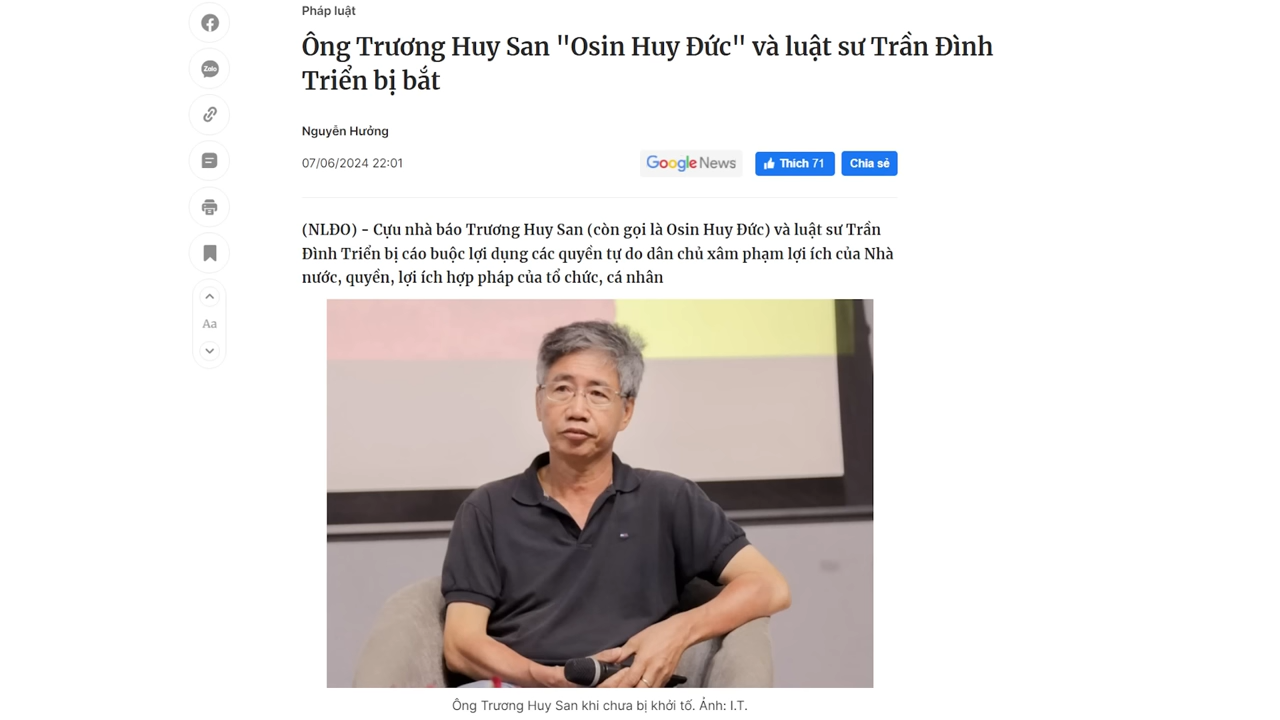 Pháp luật
Ông Trương Huy San "Osin Huy Đức" và luật sư Trần Đình
Triển bị bắt
Nguyễn Hưởng
07/06/2024 22:01
Google News
Thích 71
Chia sẻ
(NLĐO) - Cựu nhà báo Trương Huy San (còn gọi là Osin Huy Đức) và luật sư Trần
Đình Triển bị cáo buộc lợi dụng các quyền tự do dân chủ xâm phạm lợi ích của Nhà
nước, quyền, lợi ích hợp pháp của tổ chức, cá nhân
Zalo
Aa
Ông Trương Huy San khi chưa bị khởi tố. Ảnh: I.T.